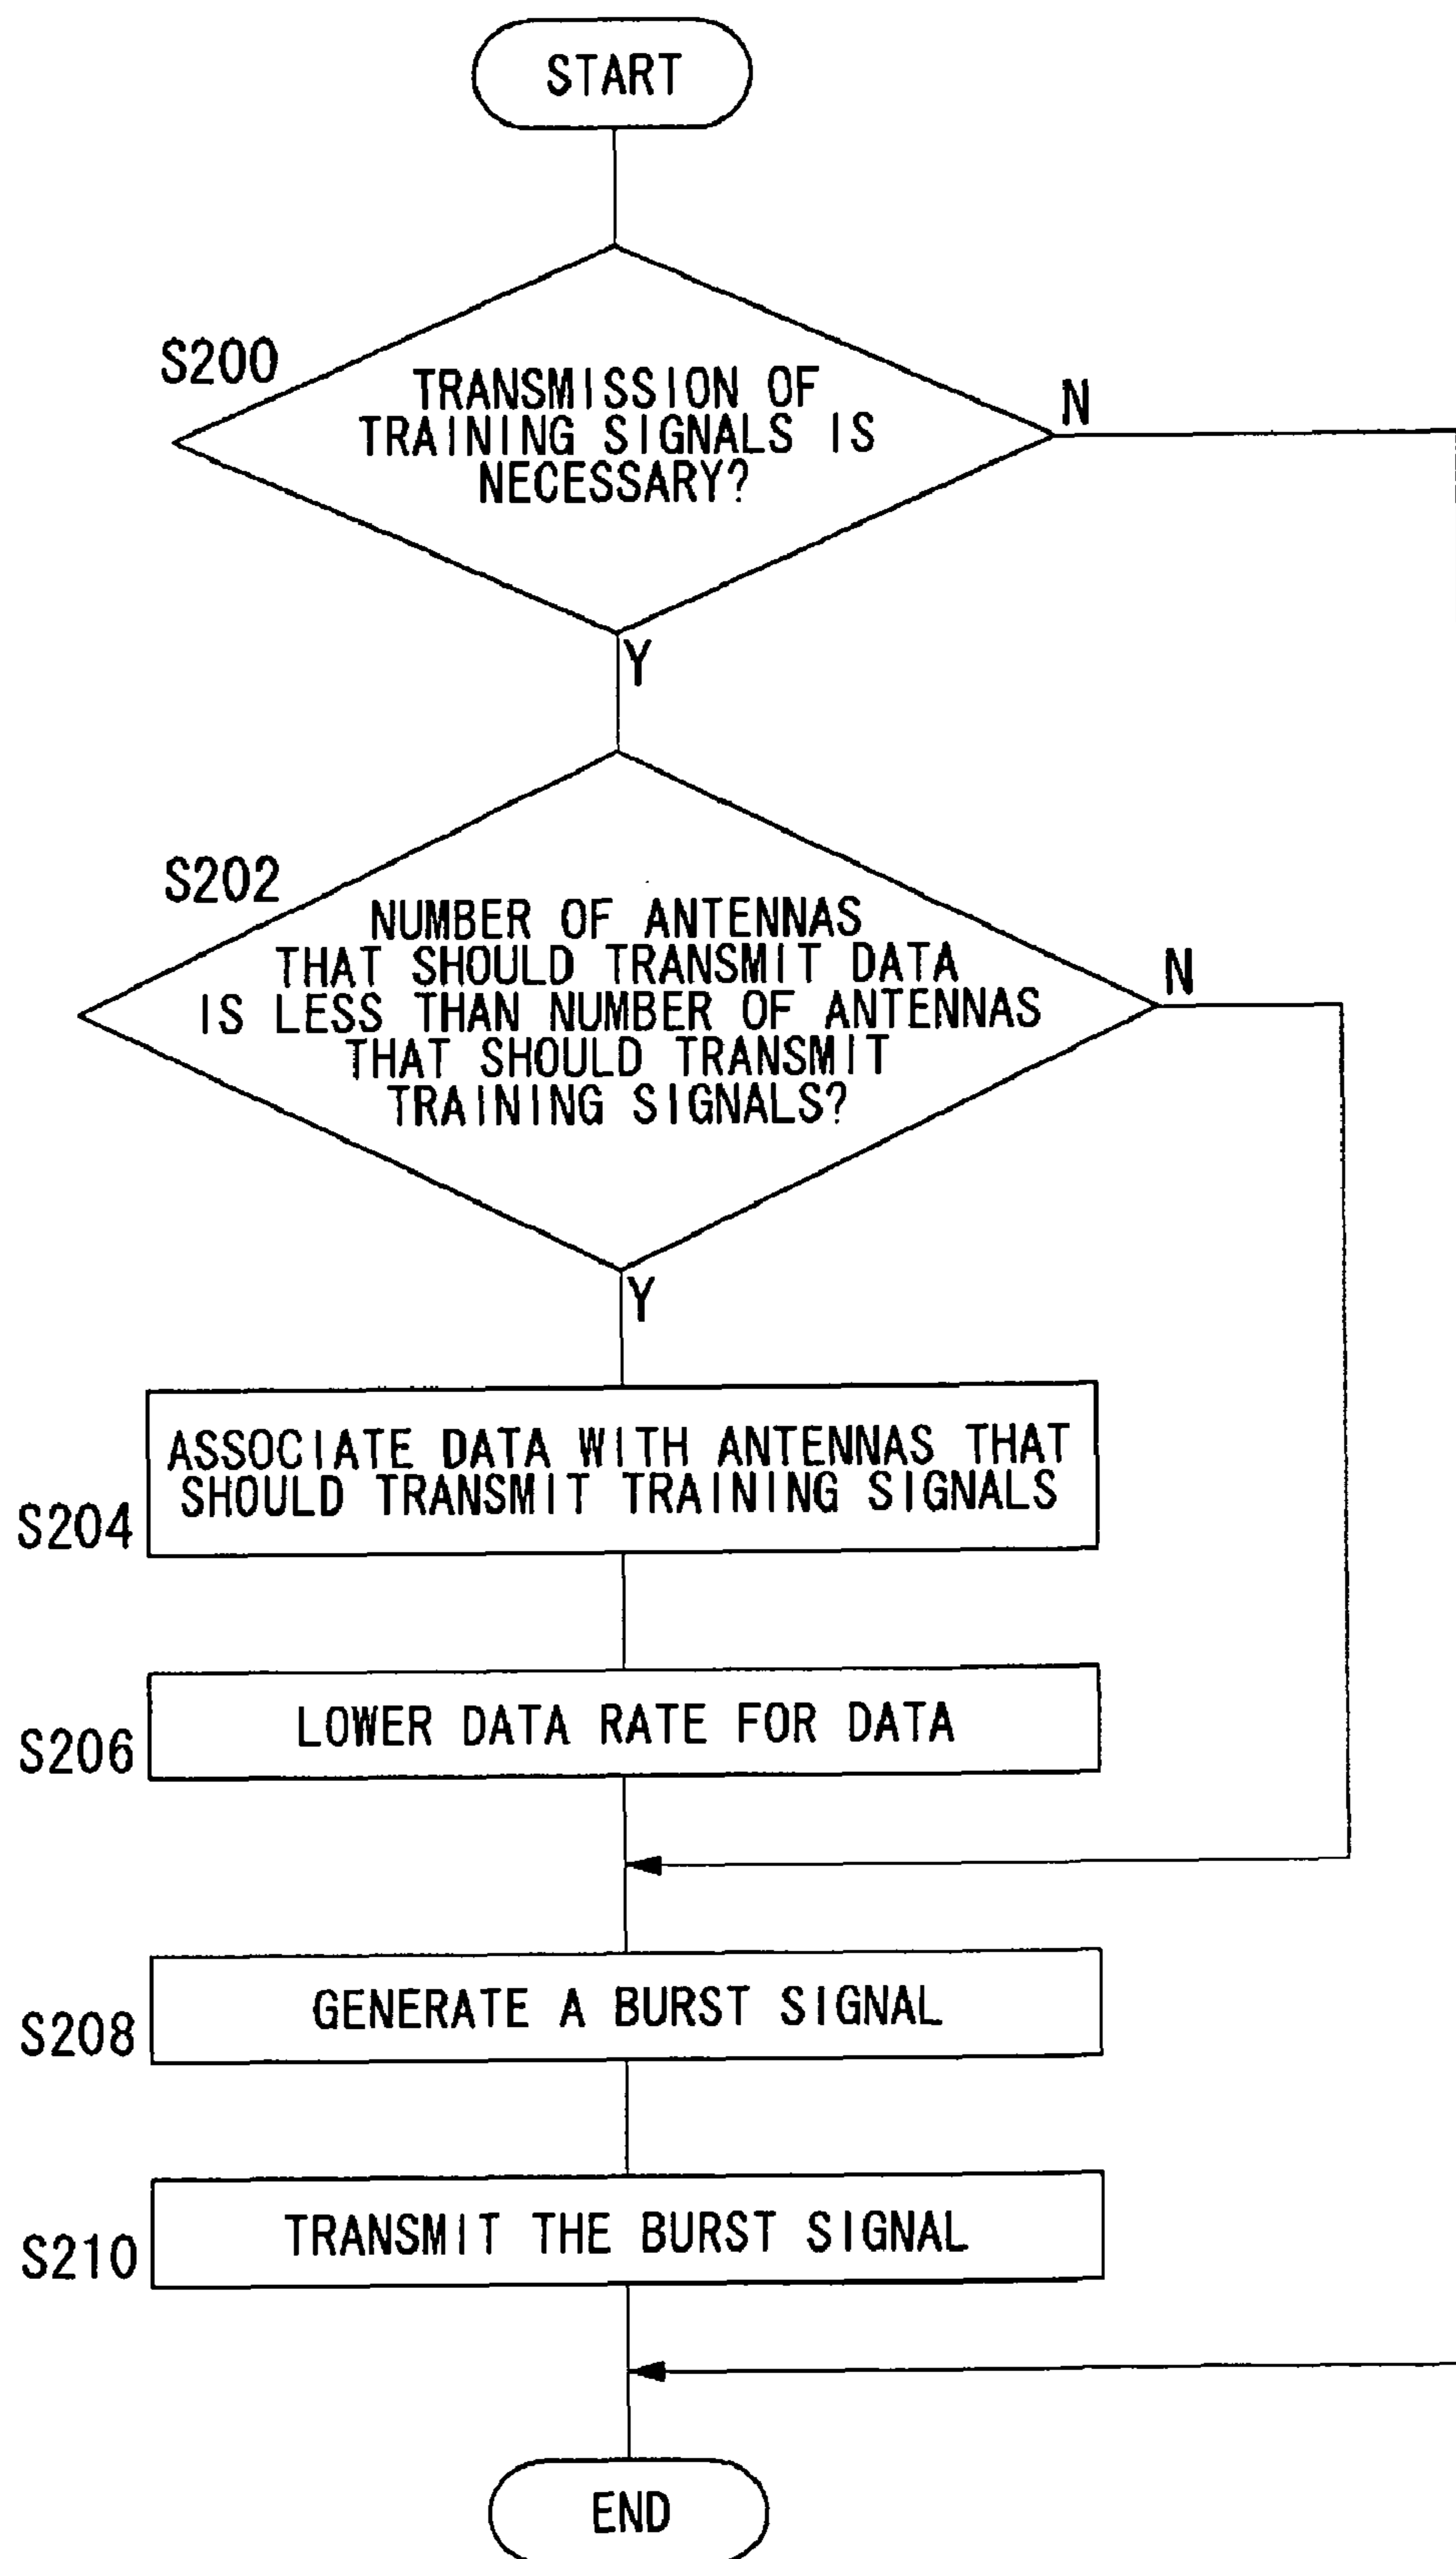 START
S200
TRANSMISSION OF
TRAINING SIGNALS IS
NECESSARY?
N
Y
S202
NUMBER OF ANTENNAS
THAT SHOULD TRANSMIT DATA
IS LESS THAN NUMBER OF ANTENNAS
THAT SHOULD TRANSMIT
TRAINING SIGNALS?
N
Y
ASSOCIATE DATA WITH ANTENNAS THAT
SHOULD TRANSMIT TRAINING SIGNALS
S204
LOWER DATA RATE FOR DATA
S206
GENERATE A BURST SIGNAL
S208
TRANSMIT THE BURST SIGNAL
S210
END